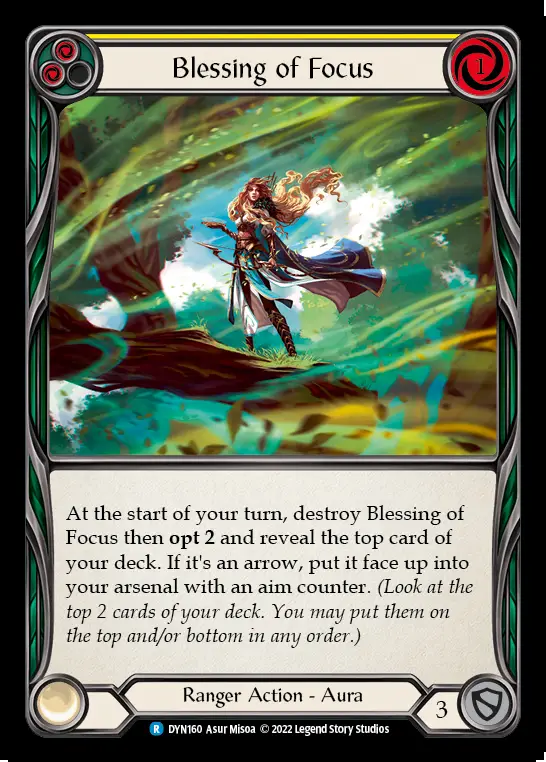 Blessing of Focus
1
At the start of your turn, destroy Blessing of
Focus then opt 2 and reveal the top card of
your deck. If it's an arrow, put it face up into
your arsenal with an aim counter. (Look at the
top 2 cards of your deck. You may put them on
the top and/or bottom in any order.)
Ranger Action - Aura
3
R DYN160 Asur Misoa © 2022 Legend Story Studios